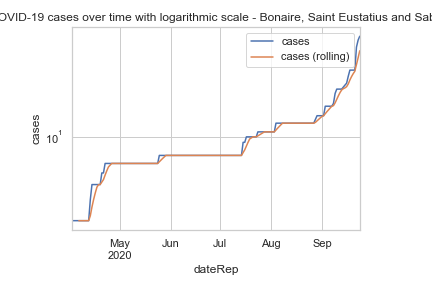 OVID-19 cases over time with logarithmic scale - Bonaire, Saint Eustatius and Sab
cases
cases (rolling)
cases
10¹
May
2020
Jun
Jul
Aug
Sep
dateRep